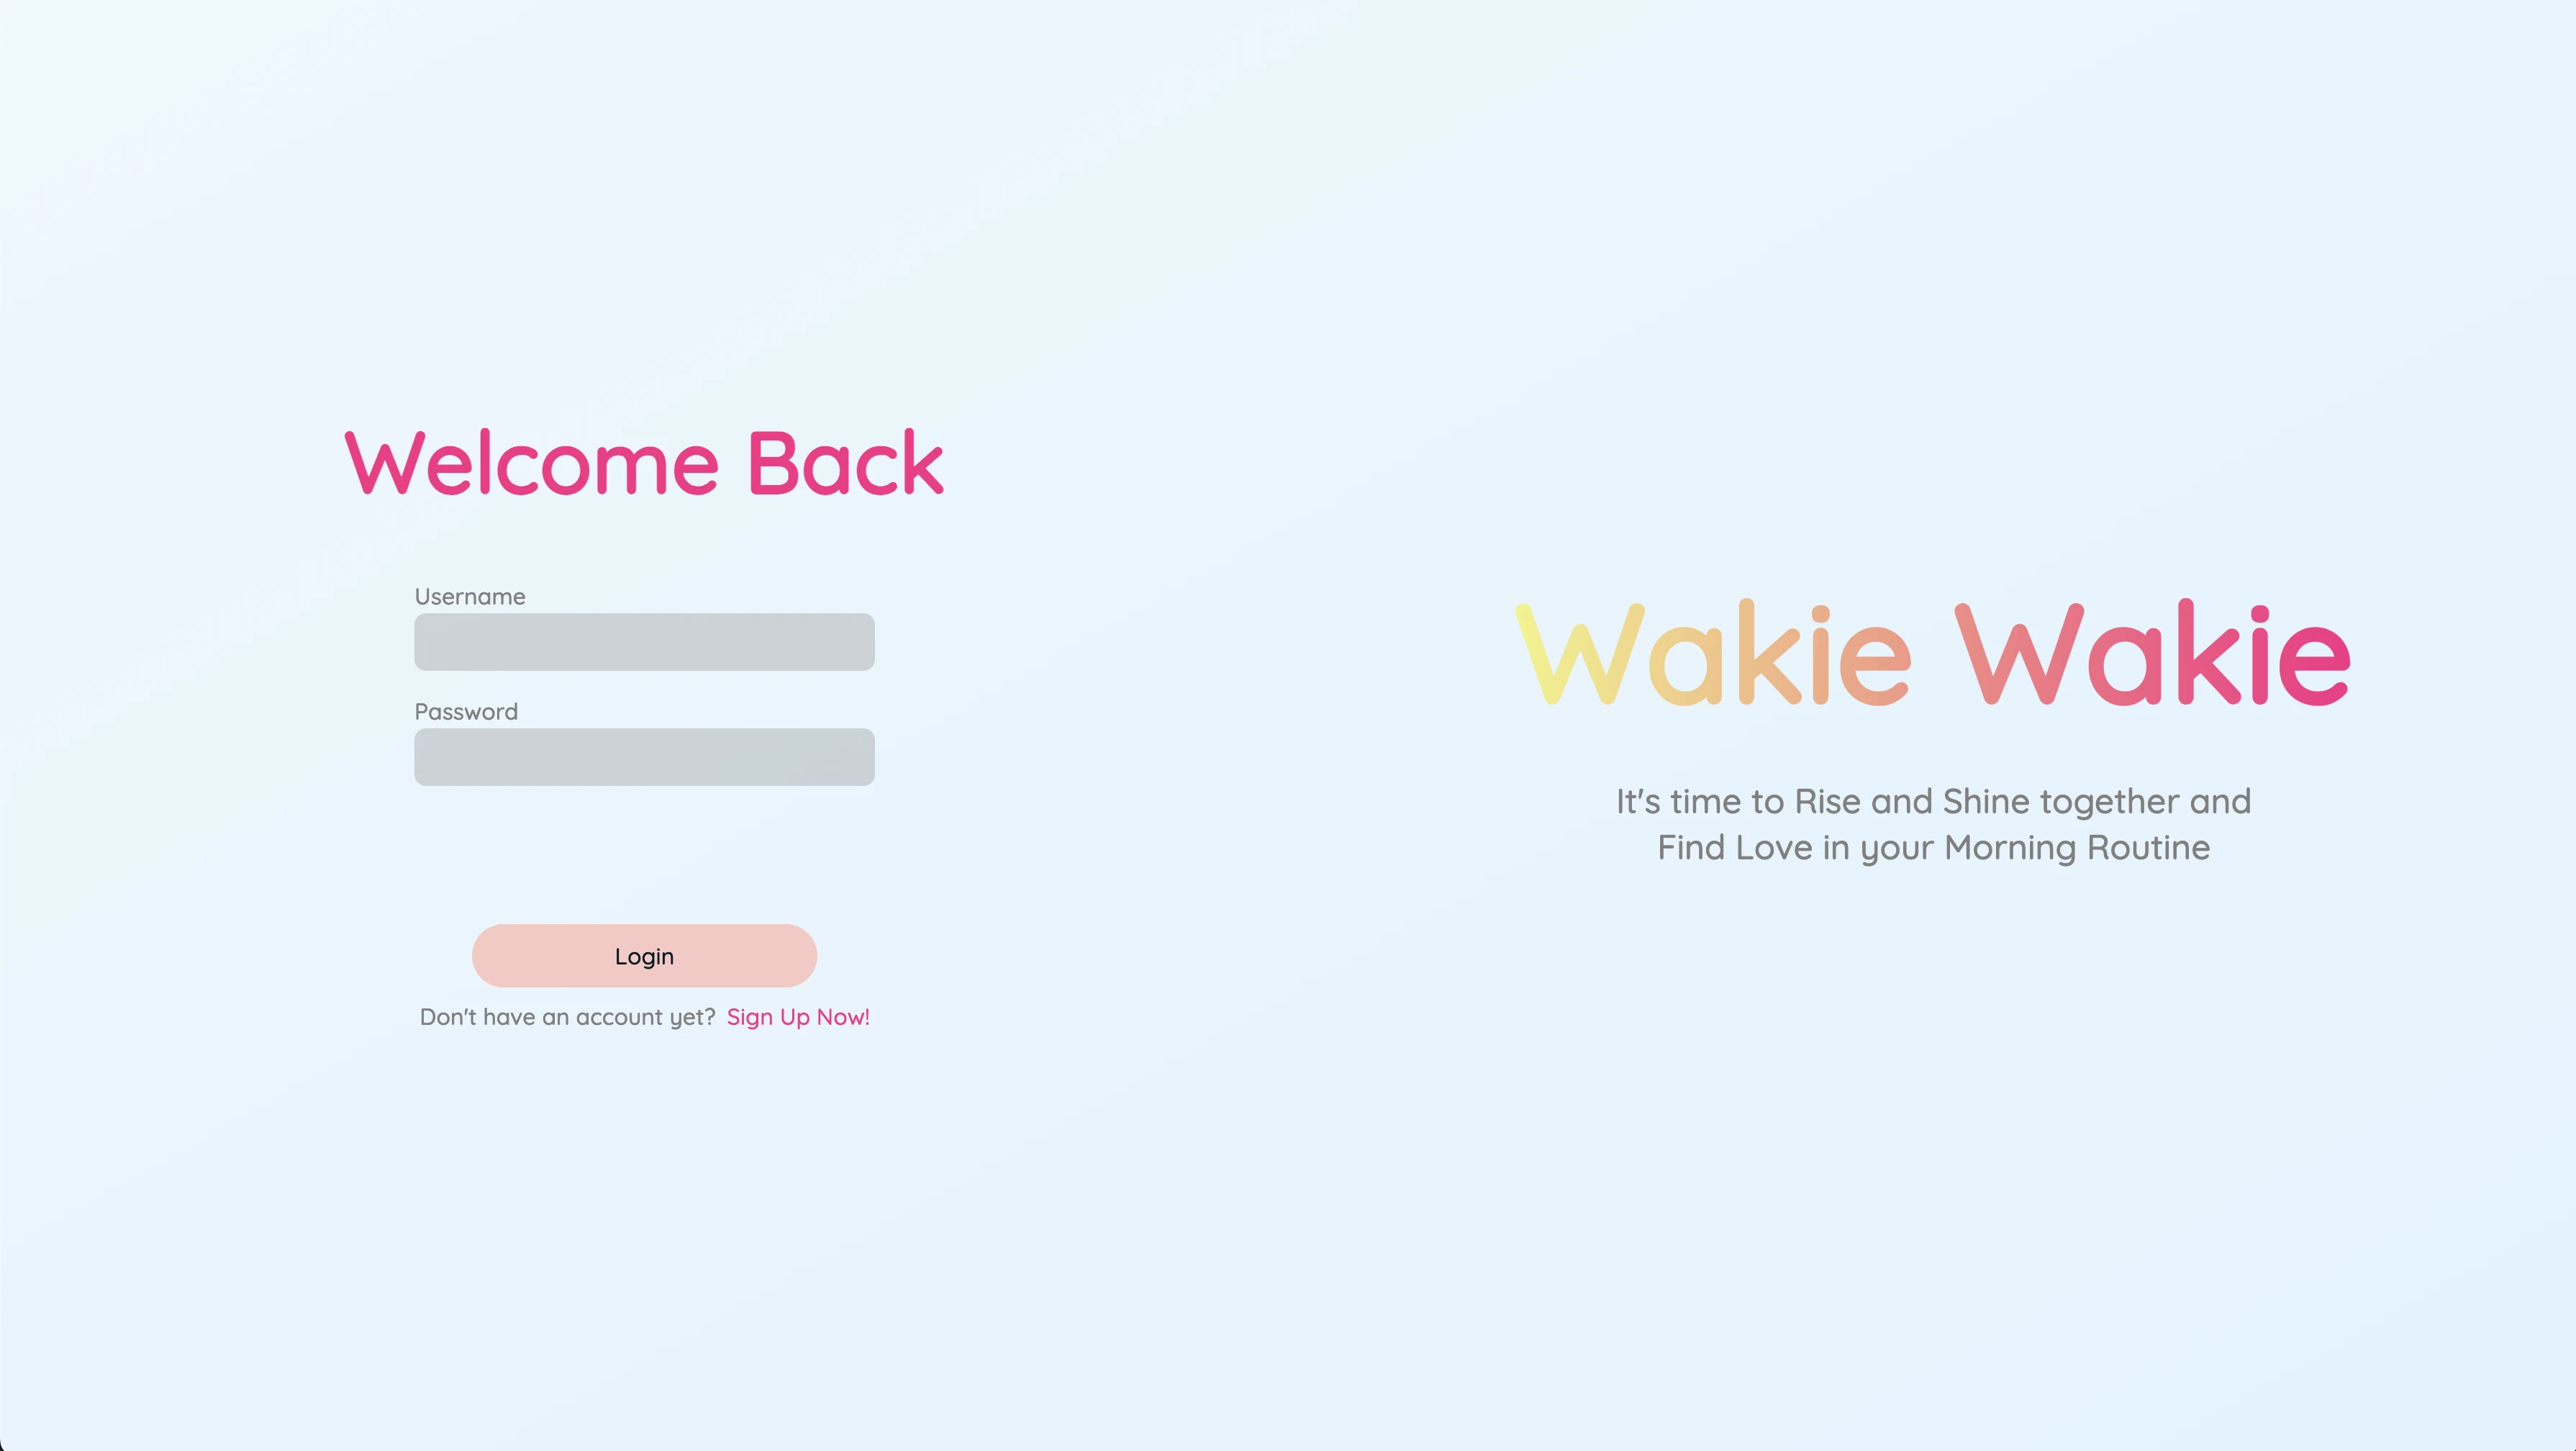 Welcome Back
Username
Password
Login
Don't have an account yet? Sign Up Now!
Wakie Wakie
It's time to Rise and Shine together and
Find Love in your Morning Routine